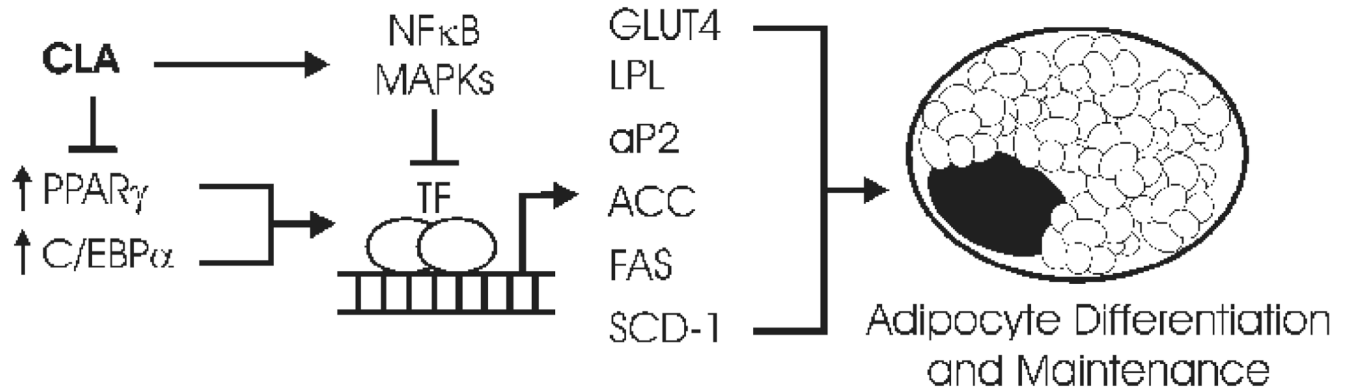 CLA
NFκB
MAPKs
↑ PPARγ
↑ C/EBPα
TF
GLUT4
LPL
aP2
ACC
FAS
SCD-1
Adipocyte Differentiation
and Maintenance